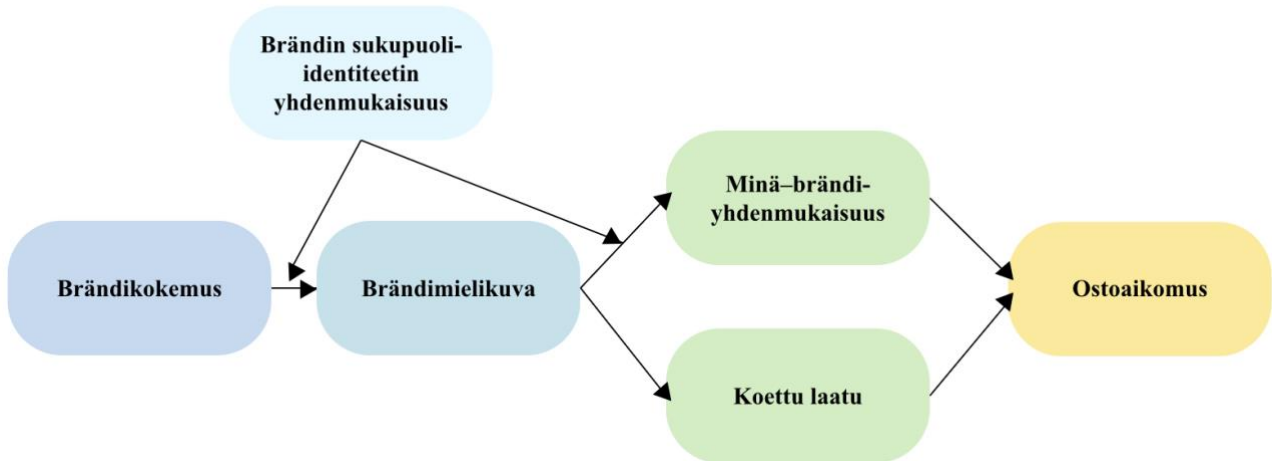 Brändin sukupuoli-
identiteetin
yhdenmukaisuus
Minä–brändi-
yhdenmukaisuus
Brändikokemus
Brändimielikuva
Ostoaikomus
Koettu laatu